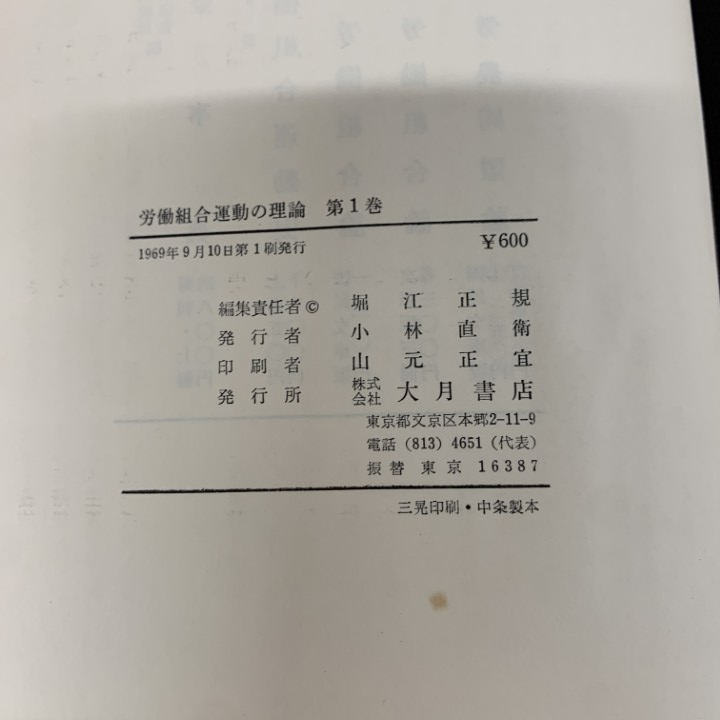 労働組合運動の理論 第1巻
1969年9月10日第1刷発行 ¥600
編集責任者© 堀江正規
発行者 小林直衛
印刷者 山元正宜
発行所 株式会社 大月書店
東京都文京区本郷2-11-9
電話 (813) 4651 (代表)
振替 東京 16387
三晃印刷・中条製本